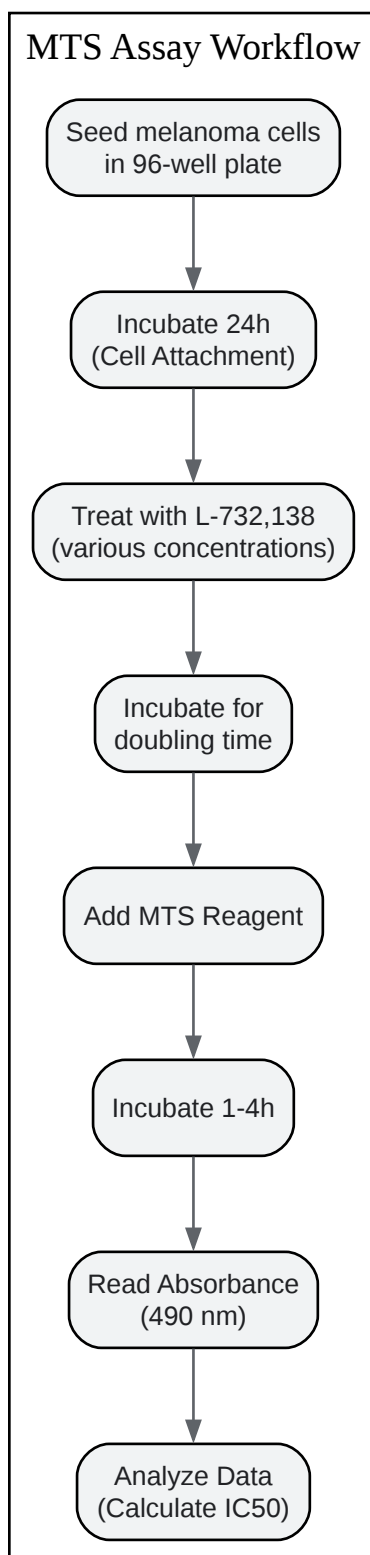 MTS Assay Workflow
Seed melanoma cells
in 96-well plate
Incubate 24h
(Cell Attachment)
Treat with L-732,138
(various concentrations)
Incubate for
doubling time
Add MTS Reagent
Incubate 1-4h
Read Absorbance
(490 nm)
Analyze Data
(Calculate IC50)